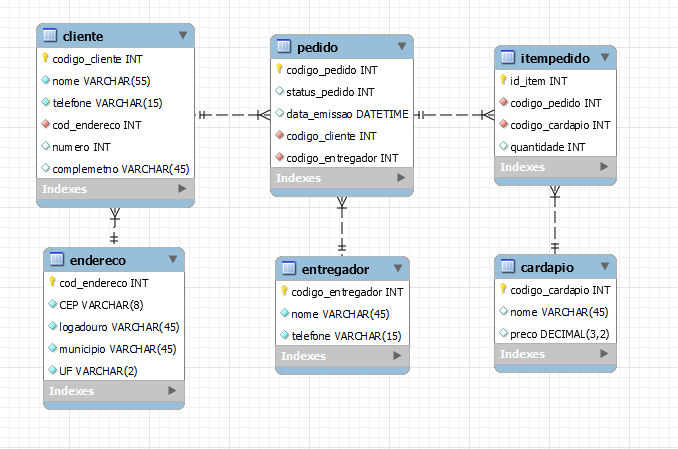 cliente
codigo_cliente INT
nome VARCHAR(55)
telefone VARCHAR(15)
cod_endereco INT
numero INT
complemetno VARCHAR(45)
Indexes
pedido
codigo_pedido INT
status_pedido INT
data_emissao DATETIME
codigo_cliente INT
codigo_entregador INT
Indexes
itempedido
id_item INT
codigo_pedido INT
codigo_cardapio INT
quantidade INT
Indexes
endereco
cod_endereco INT
CEP VARCHAR(8)
logadouro VARCHAR(45)
municipio VARCHAR(45)
UF VARCHAR(2)
Indexes
entregador
codigo_entregador INT
nome VARCHAR(45)
telefone VARCHAR(15)
Indexes
cardapio
codigo_cardapio INT
nome VARCHAR(45)
preco DECIMAL(3,2)
Indexes